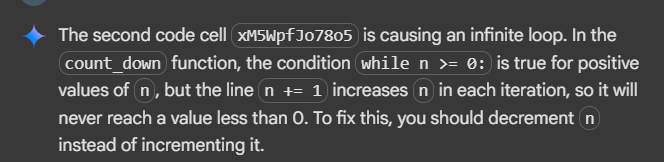 The second code cell xM5WpfJo78o5 is causing an infinite loop. In the
count_down function, the condition while n >= 0: is true for positive
values of n, but the line n += 1 increases n in each iteration, so it will
never reach a value less than 0. To fix this, you should decrement n
instead of incrementing it.